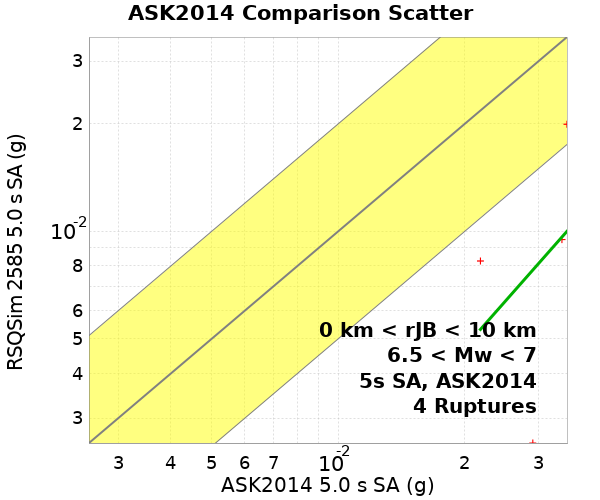 ASK2014 Comparison Scatter
RSQSim 2585 5.0 s SA (g)
3
2
10-2
8
6
5
4
3
0 km < rJB < 10 km
6.5 < Mw < 7
5s SA, ASK2014
4 Ruptures
3 4 5 6 7 10-2 2 3
ASK2014 5.0 s SA (g)